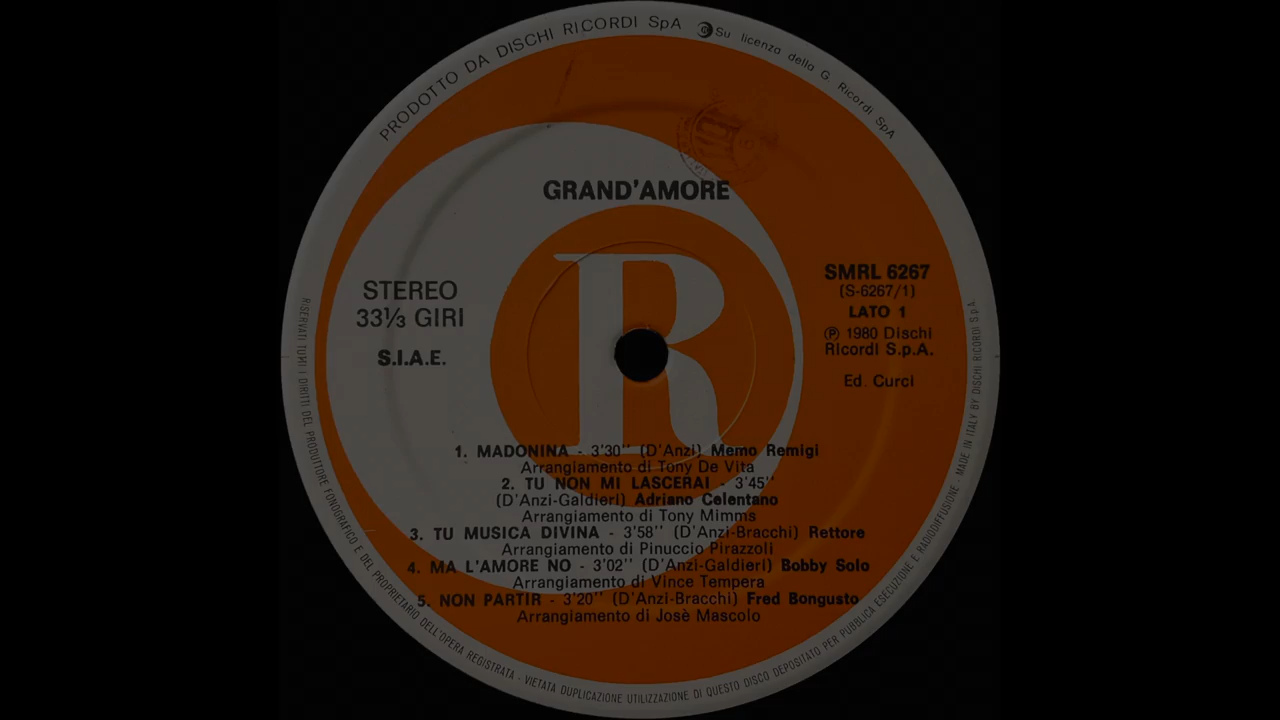 PRODOTTO DA DISCHI RICORDI SpA
Su licenza della G. Ricordi SpA
GRAND'AMORE
R
STEREO
33⅓ GIRI
S.I.A.E.
SMRL 6267
(S-6267/1)
LATO 1
℗ 1980 Dischi
Ricordi S.p.A.
Ed. Curci
1. MADONINA - 3'30'' (D'Anzi) Memo Remigi
Arrangiamento di Tony De Vita
2. TU NON MI LASCERAI - 3'45''
(D'Anzi-Galdieri) Adriano Celentano
Arrangiamento di Tony Mimms
3. TU MUSICA DIVINA - 3'58'' (D'Anzi-Bracchi) Rettore
Arrangiamento di Pinuccio Pirazzoli
4. MA L'AMORE NO - 3'02'' (D'Anzi-Galdieri) Bobby Solo
Arrangiamento di Vince Tempera
5. NON PARTIR - 3'20'' (D'Anzi-Bracchi) Fred Bongusto
Arrangiamento di Josè Mascolo
RISERVATI TUTTI I DIRITTI DEL PRODUTTORE FONOGRAFICO E DEL PROPRIETARIO DELL'OPERA REGISTRATA - VIETATA DUPLICAZIONE UTILIZZAZIONE DI QUESTO DISCO DEPOSITATO PER PUBBLICA ESECUZIONE E RADIODIFFUSIONE - MADE IN ITALY BY DISCHI RICORDI S.p.A.